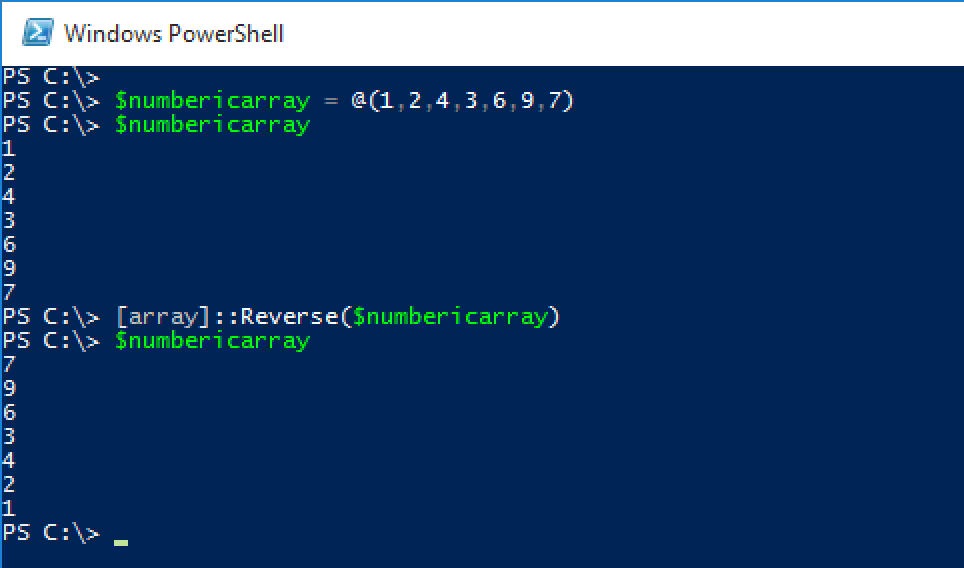 Windows PowerShell
PS C:\>
PS C:\> $numbericarray = @(1,2,4,3,6,9,7)
PS C:\> $numbericarray
1
2
4
3
6
9
7
PS C:\> [array]::Reverse($numbericarray)
PS C:\> $numbericarray
7
9
6
3
4
2
1
PS C:\>